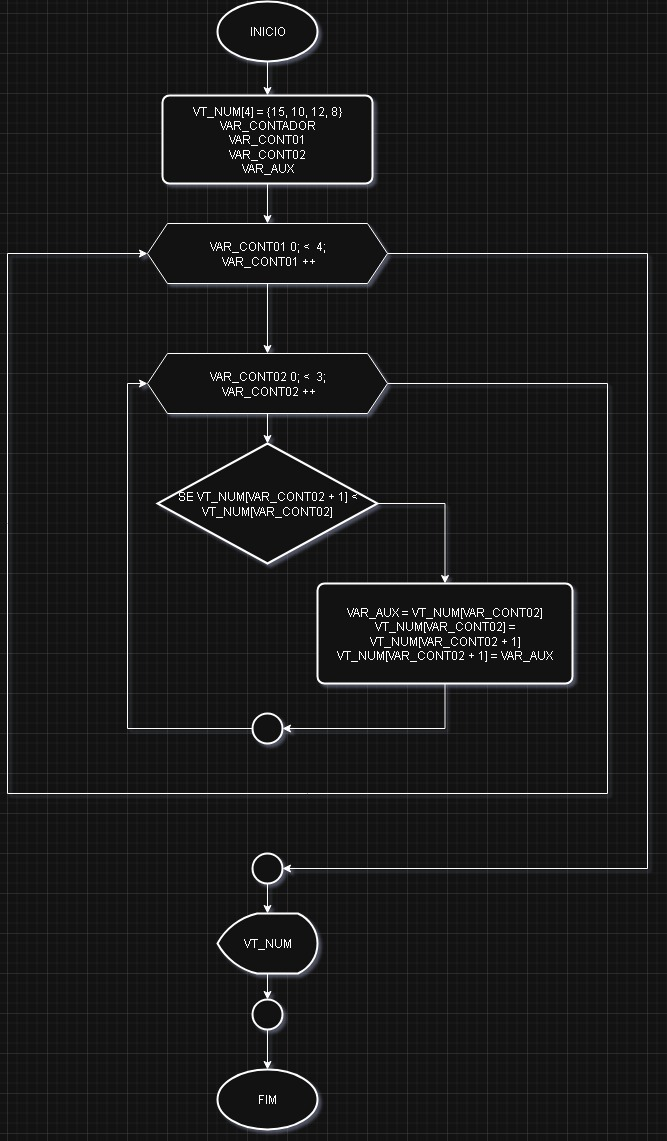 INICIO
VT_NUM[4] = {15, 10, 12, 8}
VAR_CONTADOR
VAR_CONT01
VAR_CONT02
VAR_AUX
VAR_CONT01 0; < 4;
VAR_CONT01 ++
VAR_CONT02 0; < 3;
VAR_CONT02 ++
SE VT_NUM[VAR_CONT02 + 1] <
VT_NUM[VAR_CONT02]
VAR_AUX = VT_NUM[VAR_CONT02]
VT_NUM[VAR_CONT02] =
VT_NUM[VAR_CONT02 + 1]
VT_NUM[VAR_CONT02 + 1] = VAR_AUX
VT_NUM
FIM